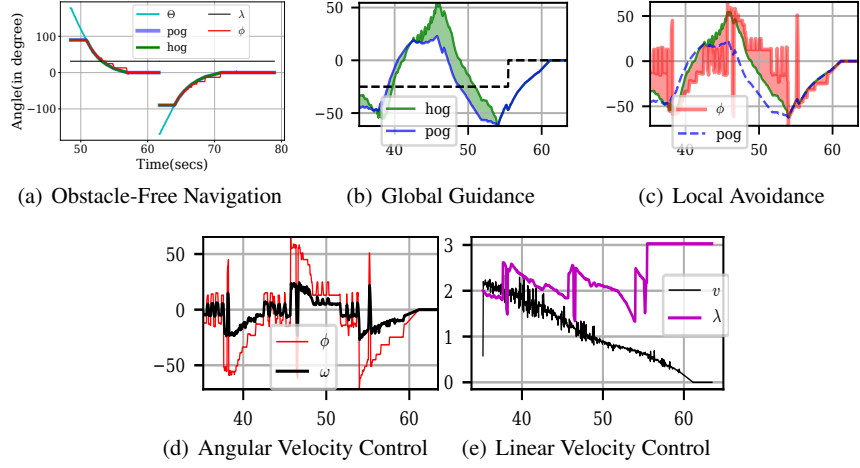 Angle(in degree)
100
0
−100
Θ
pog
hog
λ
ϕ
50 60 70 80
Time(secs)
(a) Obstacle-Free Navigation
50
0
−50
hog
pog
40 50 60
(b) Global Guidance
50
0
−50
ϕ
pog
40 50 60
(c) Local Avoidance
50
0
−50
ϕ
ω
40 50 60
(d) Angular Velocity Control
3
2
1
0
v
λ
40 50 60
(e) Linear Velocity Control